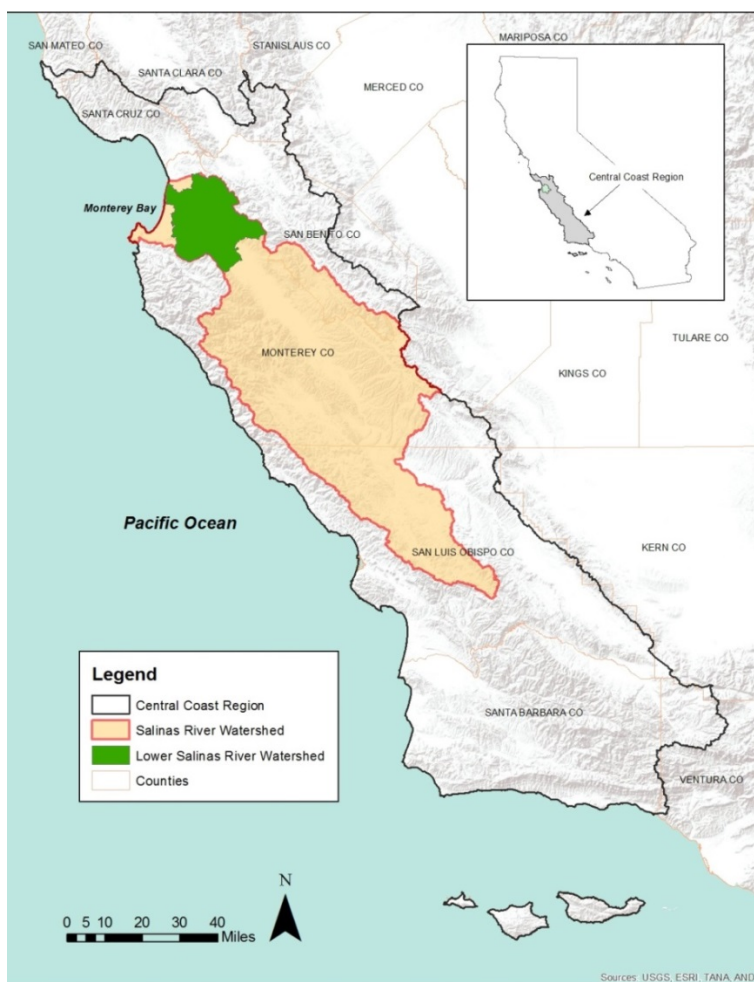 SAN MATEO CO
STANISLAUS CO
MARIPOSA CO
SANTA CLARA CO
MERCED CO
SANTA CRUZ CO
Central Coast Region
Monterey Bay
SAN BENITO CO
TULARE CO
MONTEREY CO
KINGS CO
Pacific Ocean
SAN LUIS OBISPO CO
KERN CO
Legend
Central Coast Region
Salinas River Watershed
Lower Salinas River Watershed
Counties
SANTA BARBARA CO
VENTURA CO
N
0 5 10 20 30 40
Miles
Sources: USGS, ESRI, TANA, AND